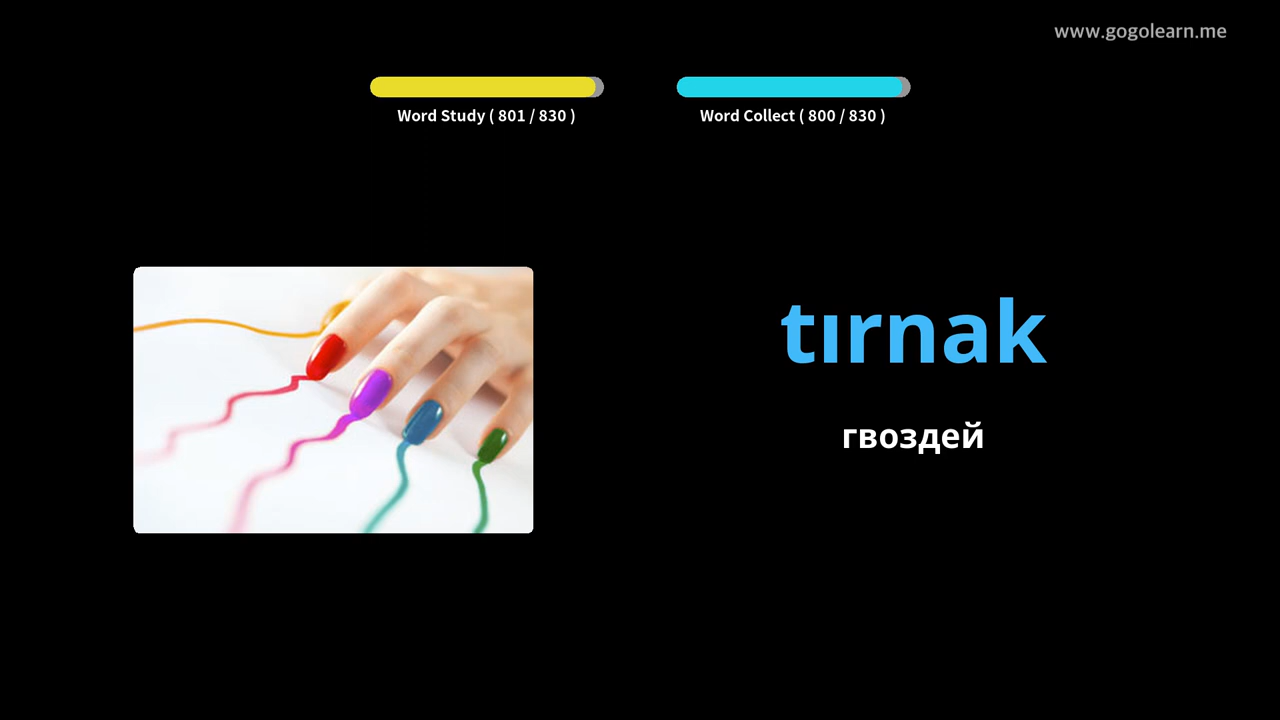 www.gogolearn.me
Word Study ( 801 / 830 )
Word Collect ( 800 / 830 )
tırnak
гвоздей